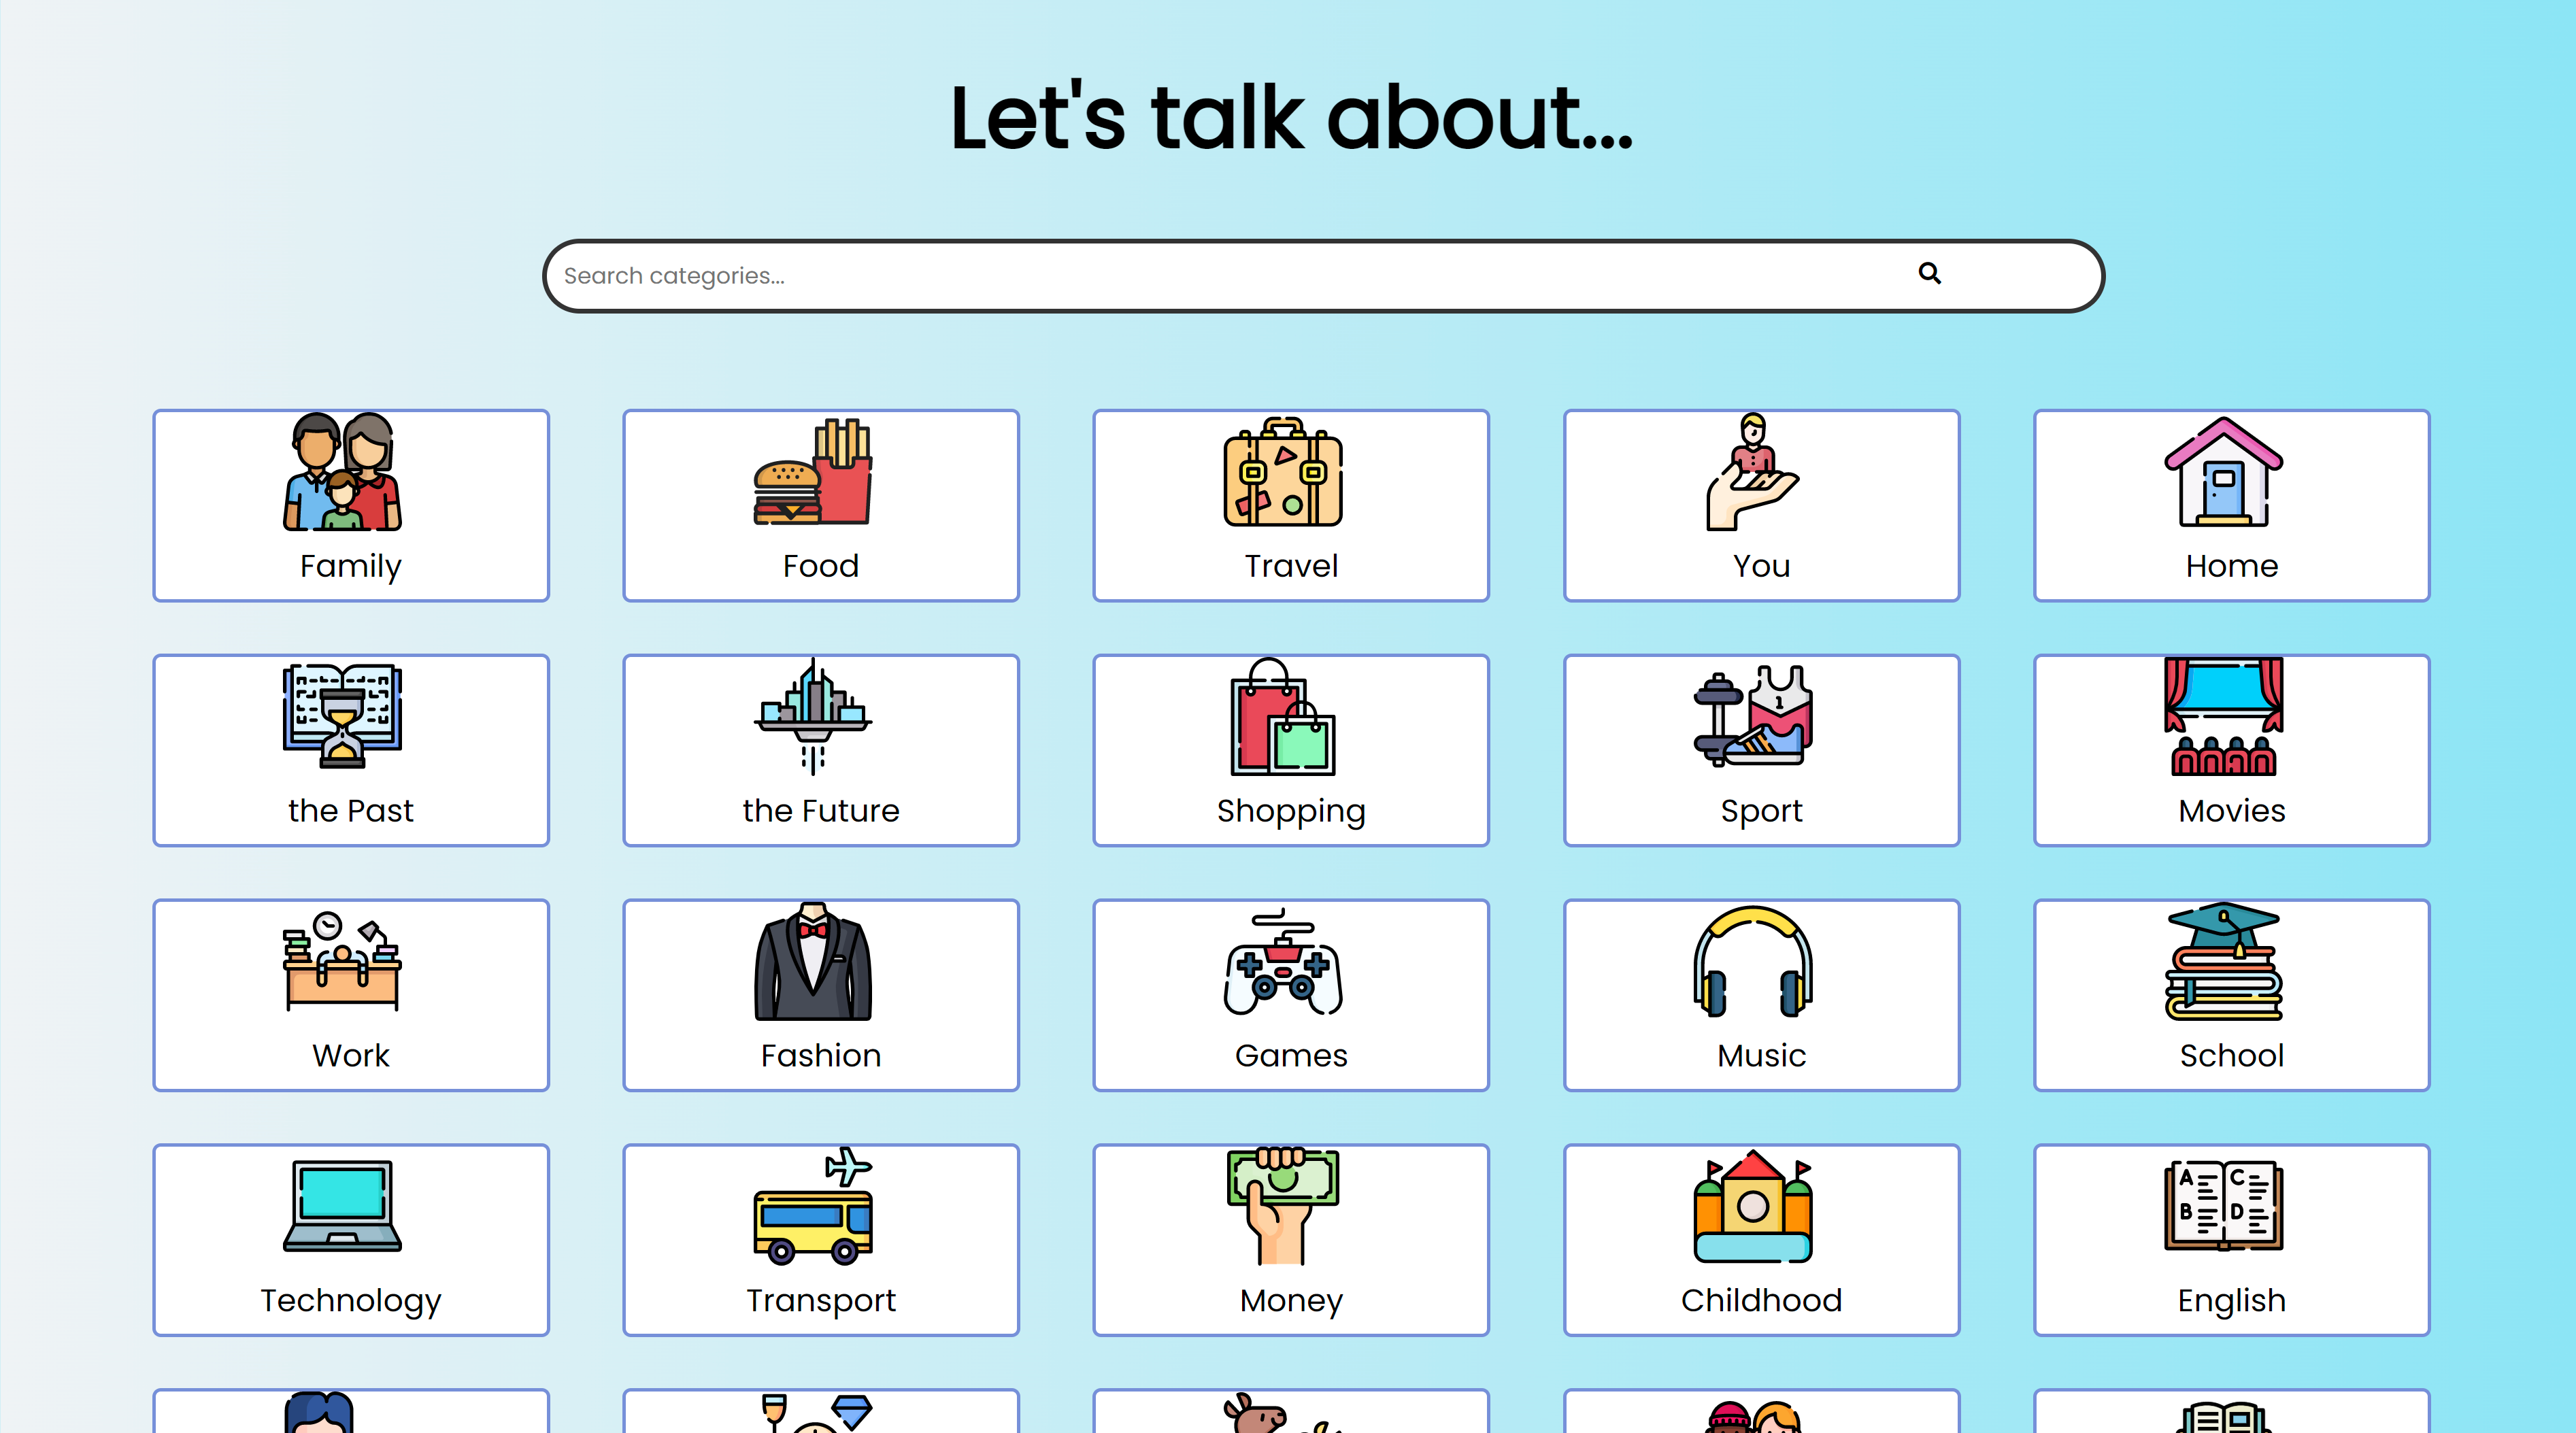 Let's talk about...
Search categories...
Family
Food
Travel
You
Home
the Past
the Future
Shopping
1
Sport
Movies
Work
Fashion
Games
Music
School
Technology
Transport
Money
Childhood
A C
B D
English